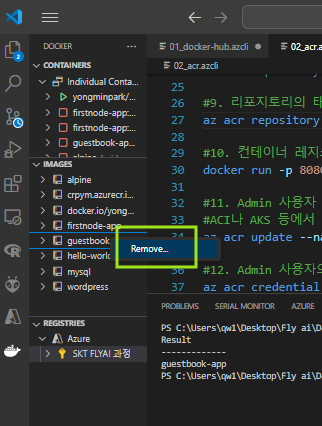 DOCKER
CONTAINERS
Individual Conta...
yongminpark/...
firstnode-app:...
firstnode-app:...
guestbook-ap...
IMAGES
alpine
crpym.azurecr.i...
docker.io/yong...
firstnode-app
guestbook
hello-world
mysql
wordpress
Remove...
REGISTRIES
Azure
SKT FLYAI 과정
01_docker-hub.azcli
02_acr.
02_acr.azcli
25
26
#9. 리포지토리의 태
27
az acr repository
28
29
#10. 컨테이너 레지
30
docker run -p 8080
31
32
#11. Admin 사용자
33
#ACI나 AKS 등에서
34
az acr update --na
36
#12. Admin 사용자의
37
az acr credential
PROBLEMS
SERIAL MONITOR
AZURE
PS C:\Users\qw1\Desktop\Fly ai\D
Result
-------------
guestbook-app
PS C:\Users\qw1\Desktop\Fly ai\D